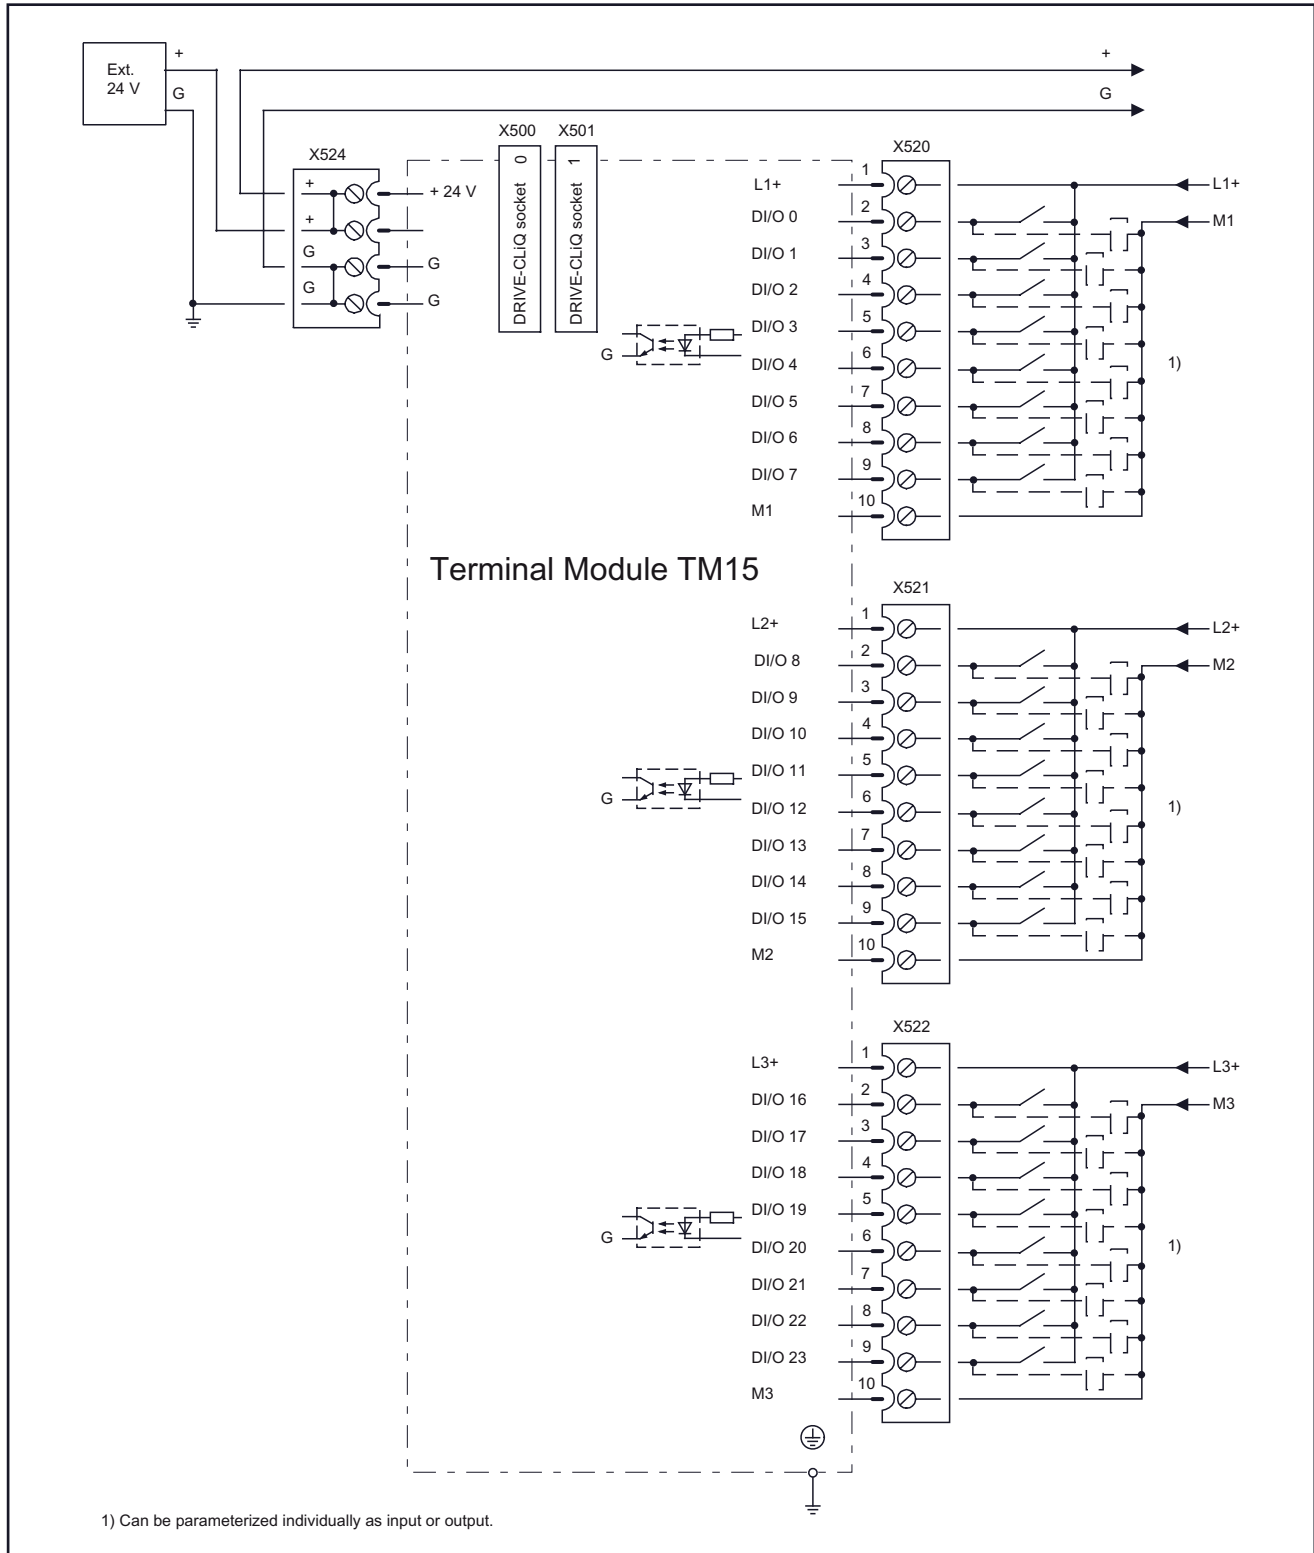 Ext.
24 V
+
G
+
G
X524
+
+
G
G
+ 24 V
G
G
X500
DRIVE-CLiQ socket 0
X501
DRIVE-CLiQ socket 1
X520
L1+ 1
DI/O 0 2
DI/O 1 3
DI/O 2 4
DI/O 3 5
DI/O 4 6
DI/O 5 7
DI/O 6 8
DI/O 7 9
M1 10
G
L1+
M1
1)
Terminal Module TM15
X521
L2+ 1
DI/O 8 2
DI/O 9 3
DI/O 10 4
DI/O 11 5
DI/O 12 6
DI/O 13 7
DI/O 14 8
DI/O 15 9
M2 10
G
L2+
M2
1)
X522
L3+ 1
DI/O 16 2
DI/O 17 3
DI/O 18 4
DI/O 19 5
DI/O 20 6
DI/O 21 7
DI/O 22 8
DI/O 23 9
M3 10
G
L3+
M3
1)
1) Can be parameterized individually as input or output.